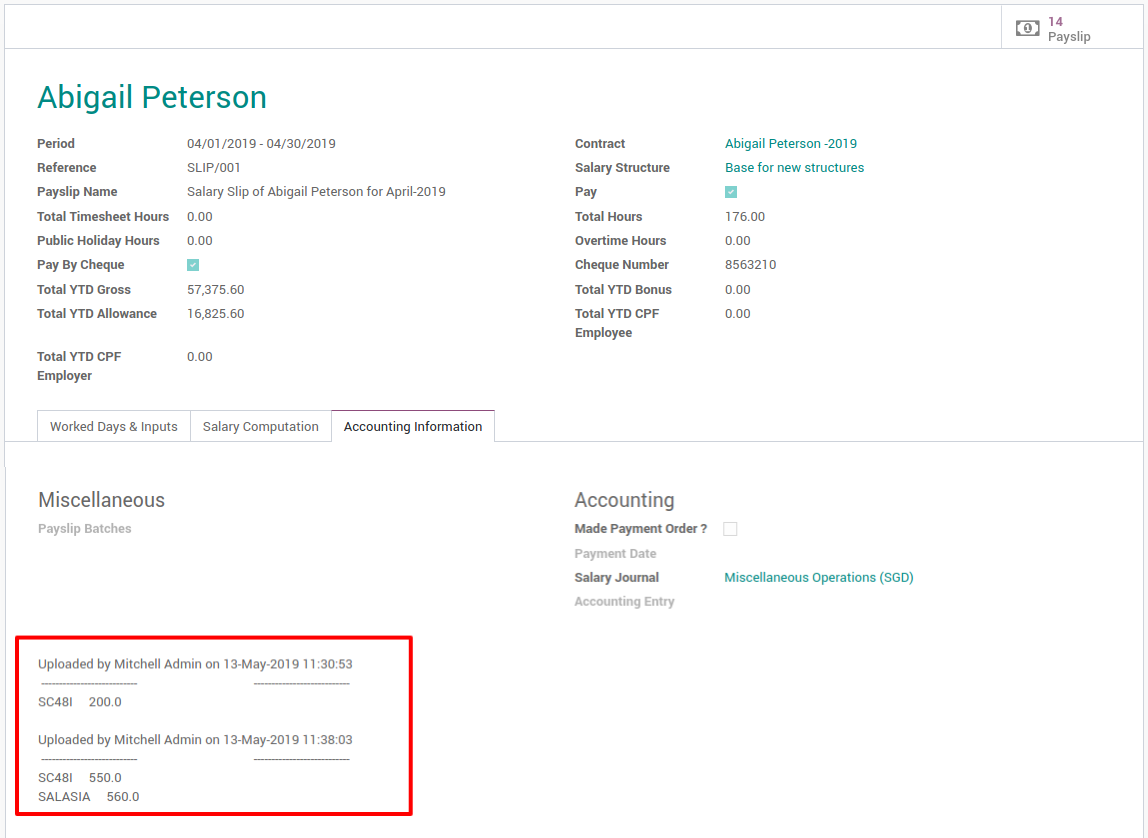 14
Payslip
Abigail Peterson
Period 04/01/2019 - 04/30/2019
Contract Abigail Peterson -2019
Reference SLIP/001
Salary Structure Base for new structures
Payslip Name Salary Slip of Abigail Peterson for April-2019
Pay
Total Timesheet Hours 0.00
Total Hours 176.00
Public Holiday Hours 0.00
Overtime Hours 0.00
Pay By Cheque
Cheque Number 8563210
Total YTD Gross 57,375.60
Total YTD Bonus 0.00
Total YTD Allowance 16,825.60
Total YTD CPF 0.00
Employee
Total YTD CPF 0.00
Employer
Worked Days & Inputs Salary Computation Accounting Information
Miscellaneous
Payslip Batches
Accounting
Made Payment Order ?
Payment Date
Salary Journal Miscellaneous Operations (SGD)
Accounting Entry
Uploaded by Mitchell Admin on 13-May-2019 11:30:53
--------------------------- ---------------------------
SC48I 200.0
Uploaded by Mitchell Admin on 13-May-2019 11:38:03
--------------------------- ---------------------------
SC48I 550.0
SALASIA 560.0